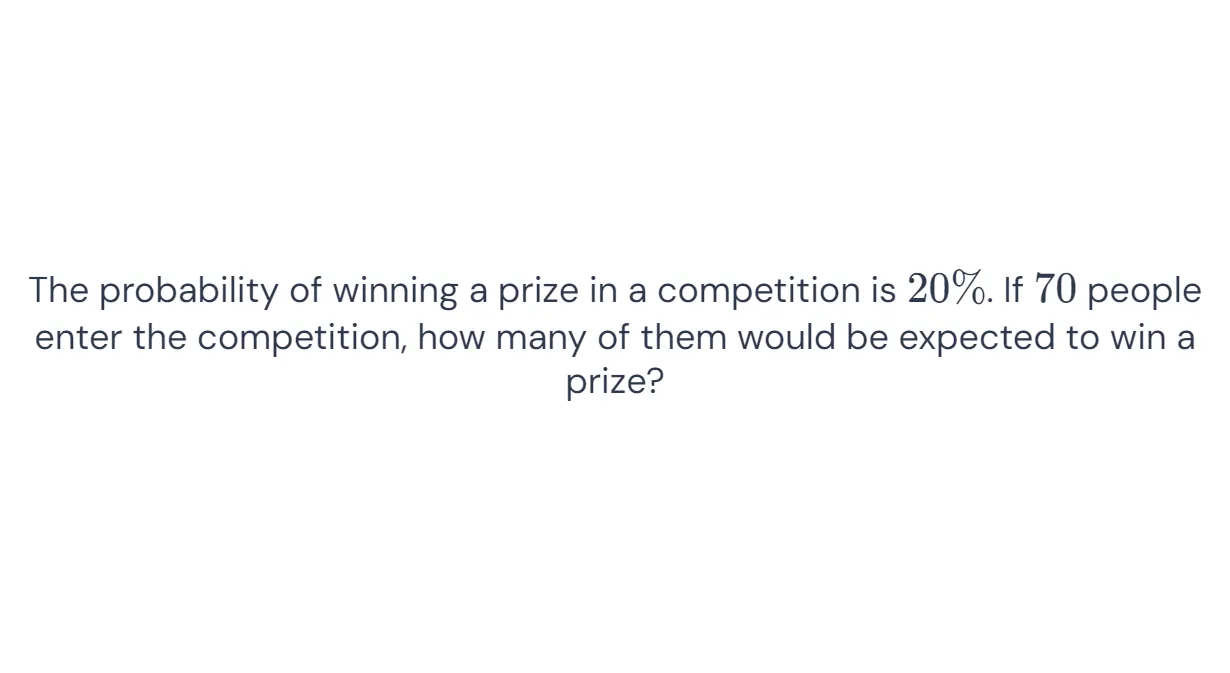 The probability of winning a prize in a competition is 20%. If 70 people
enter the competition, how many of them would be expected to win a
prize?